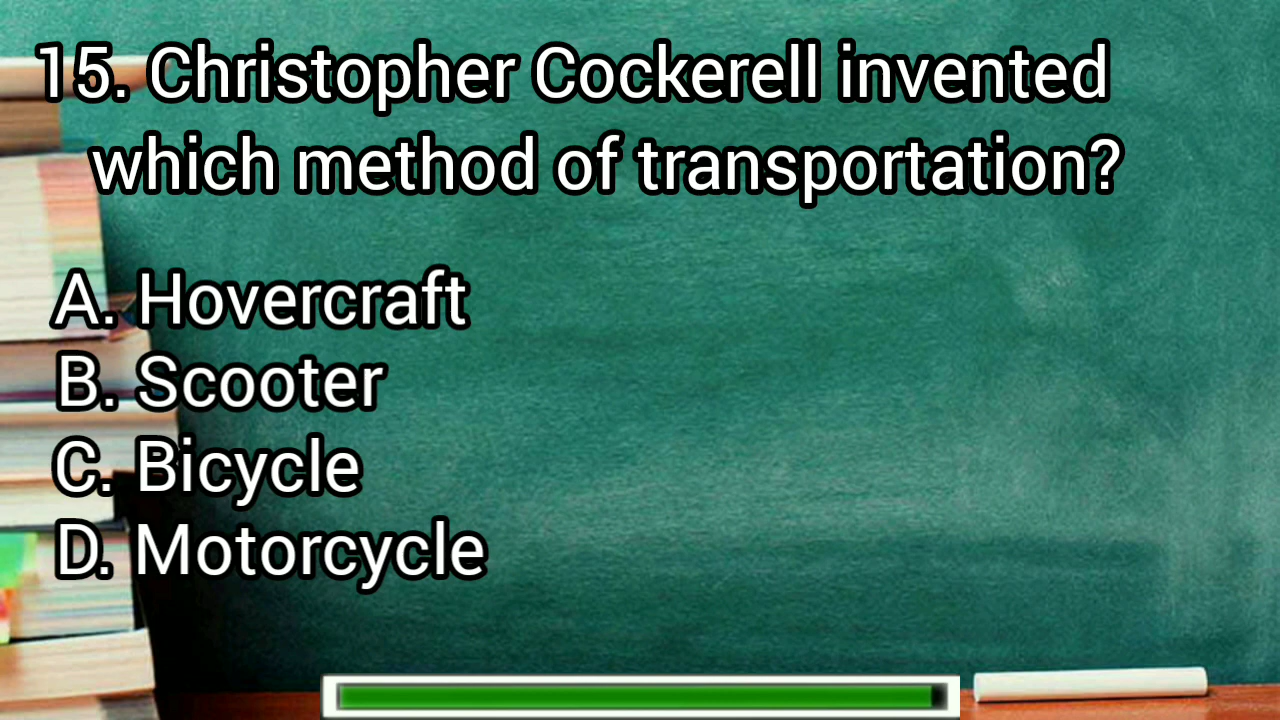 15. Christopher Cockerell invented
which method of transportation?
A. Hovercraft
B. Scooter
C. Bicycle
D. Motorcycle